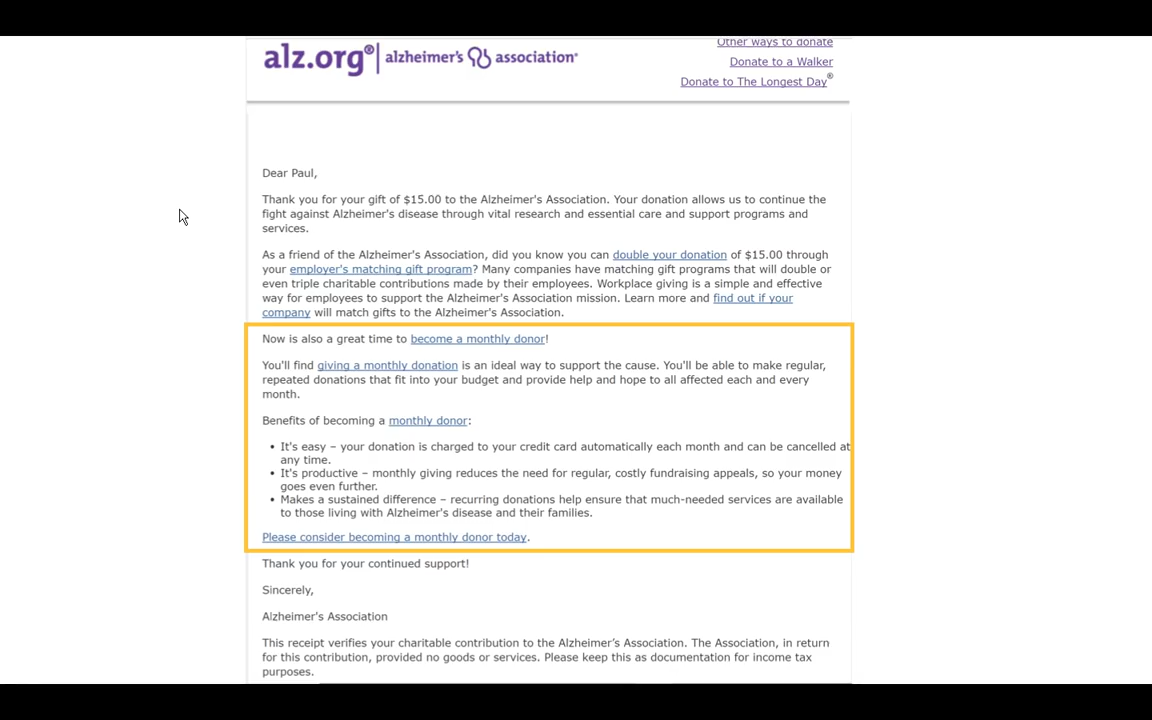 Other ways to donate
alz.org® | alzheimer's association®
Donate to a Walker
Donate to The Longest Day®
Dear Paul,
Thank you for your gift of $15.00 to the Alzheimer's Association. Your donation allows us to continue the
fight against Alzheimer's disease through vital research and essential care and support programs and
services.
As a friend of the Alzheimer's Association, did you know you can double your donation of $15.00 through
your employer's matching gift program? Many companies have matching gift programs that will double or
even triple charitable contributions made by their employees. Workplace giving is a simple and effective
way for employees to support the Alzheimer's Association mission. Learn more and find out if your
company will match gifts to the Alzheimer's Association.
Now is also a great time to become a monthly donor!
You'll find giving a monthly donation is an ideal way to support the cause. You'll be able to make regular,
repeated donations that fit into your budget and provide help and hope to all affected each and every
month.
Benefits of becoming a monthly donor:
• It's easy – your donation is charged to your credit card automatically each month and can be cancelled at
any time.
• It's productive – monthly giving reduces the need for regular, costly fundraising appeals, so your money
goes even further.
• Makes a sustained difference – recurring donations help ensure that much-needed services are available
to those living with Alzheimer's disease and their families.
Please consider becoming a monthly donor today.
Thank you for your continued support!
Sincerely,
Alzheimer's Association
This receipt verifies your charitable contribution to the Alzheimer's Association. The Association, in return
for this contribution, provided no goods or services. Please keep this as documentation for income tax
purposes.